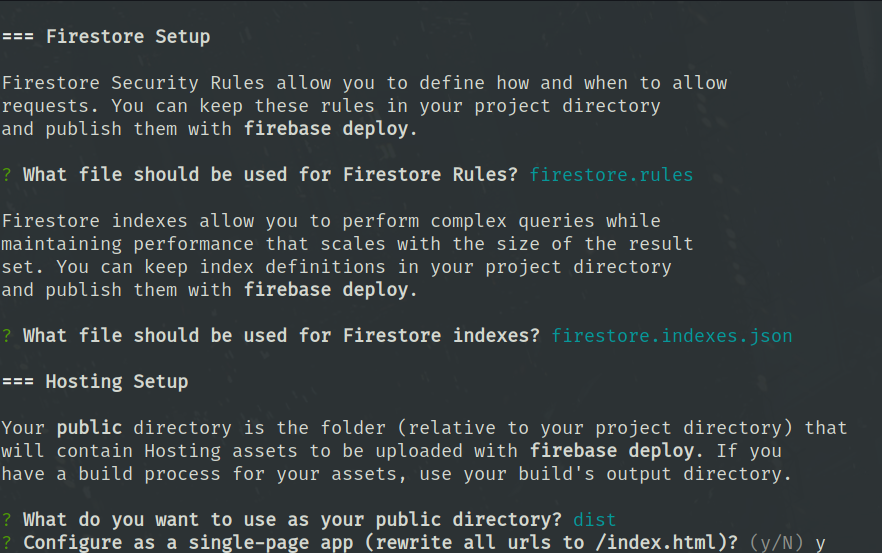 === Firestore Setup
Firestore Security Rules allow you to define how and when to allow
requests. You can keep these rules in your project directory
and publish them with firebase deploy.
? What file should be used for Firestore Rules? firestore.rules
Firestore indexes allow you to perform complex queries while
maintaining performance that scales with the size of the result
set. You can keep index definitions in your project directory
and publish them with firebase deploy.
? What file should be used for Firestore indexes? firestore.indexes.json
=== Hosting Setup
Your public directory is the folder (relative to your project directory) that
will contain Hosting assets to be uploaded with firebase deploy. If you
have a build process for your assets, use your build's output directory.
? What do you want to use as your public directory? dist
? Configure as a single-page app (rewrite all urls to /index.html)? (y/N) y